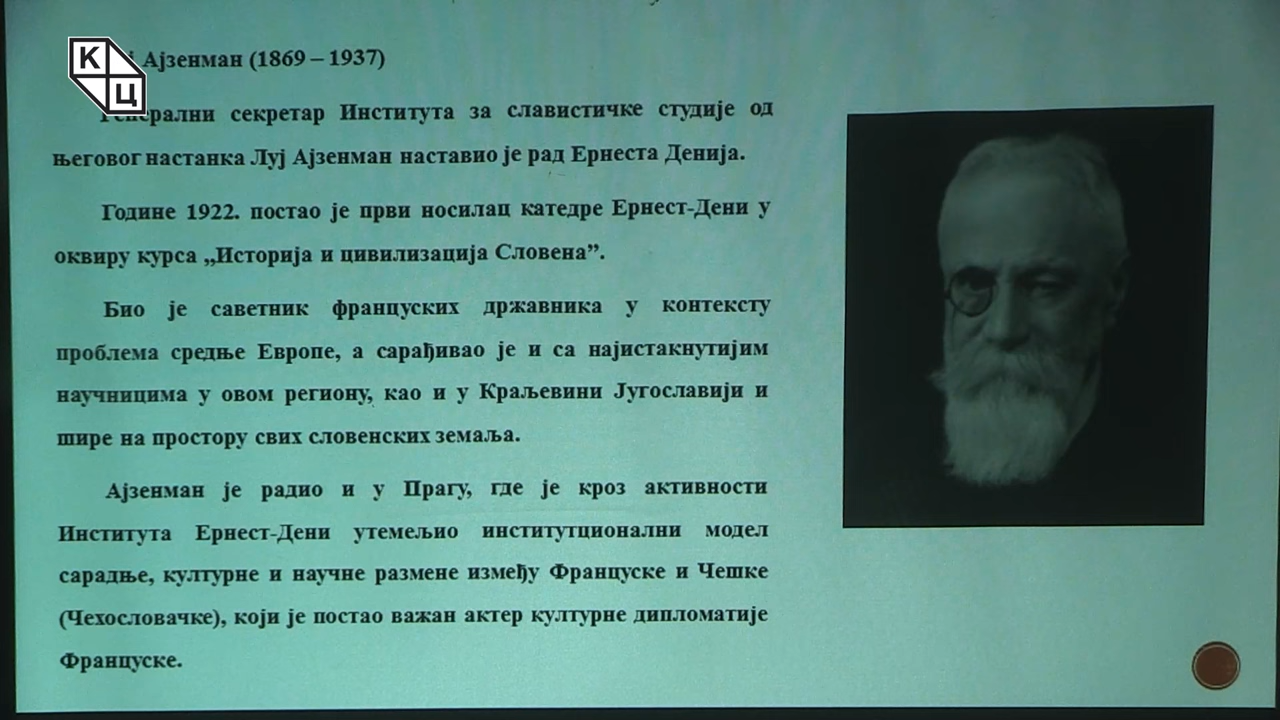 К
Ц
Ајзенман (1869 – 1937)
Генерални секретар Института за славистичке студије од
његовог настанка Луј Ајзенман наставио је рад Ернеста Денија.
Године 1922. постао је први носилац катедре Ернест-Дени у
оквиру курса „Историја и цивилизација Словена”.
Био је саветник француских државника у контексту
проблема средње Европе, а сарађивао је и са најистакнутијим
научницима у овом региону, као и у Краљевини Југославији и
шире на простору свих словенских земаља.
Ајзенман је радио и у Прагу, где је кроз активности
Института Ернест-Дени утемељио институтционални модел
сарадње, културне и научне размене између Француске и Чешке
(Чехословачке), који је постао важан актер културне дипломатије
Француске.